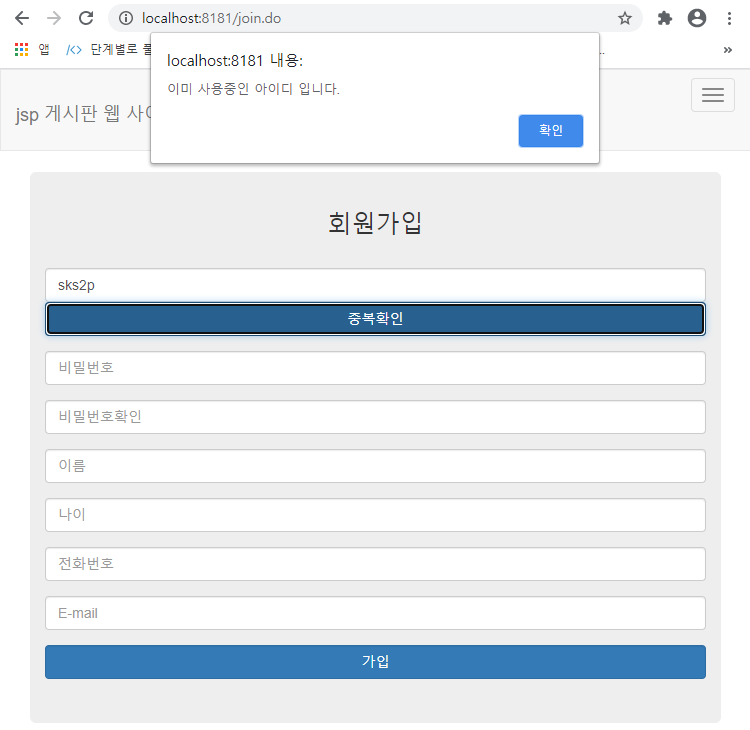 localhost:8181/join.do
앱 단계별로 풀
..
»
localhost:8181 내용:
이미 사용중인 아이디 입니다.
확인
jsp 게시판 웹 사이
회원가입
sks2p
중복확인
비밀번호
비밀번호확인
이름
나이
전화번호
E-mail
가입